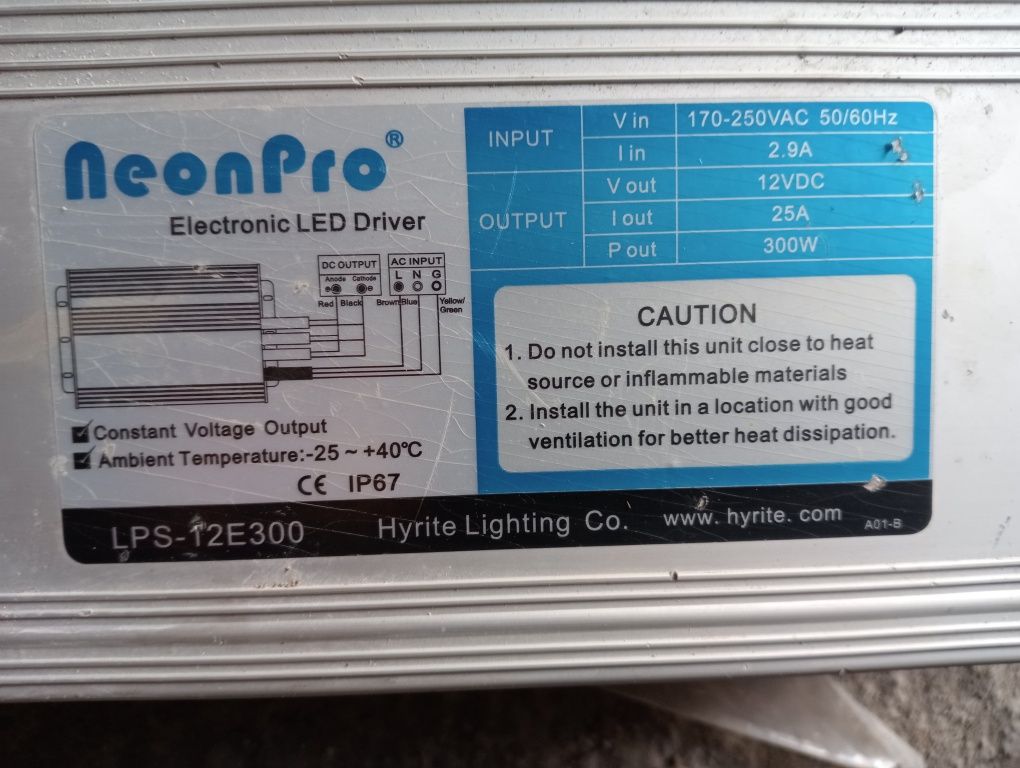 NeonPro®
Electronic LED Driver
DC OUTPUT
Anode Cathode
Red Black
AC INPUT
L N G
Brown Blue Yellow/
Green
Constant Voltage Output
Ambient Temperature:-25 ~ +40℃
CE IP67
INPUT
V in 170-250VAC 50/60Hz
I in 2.9A
OUTPUT
V out 12VDC
I out 25A
P out 300W
CAUTION
1. Do not install this unit close to heat
source or inflammable materials
2. Install the unit in a location with good
ventilation for better heat dissipation.
LPS-12E300 Hyrite Lighting Co. www. hyrite. com A01-B